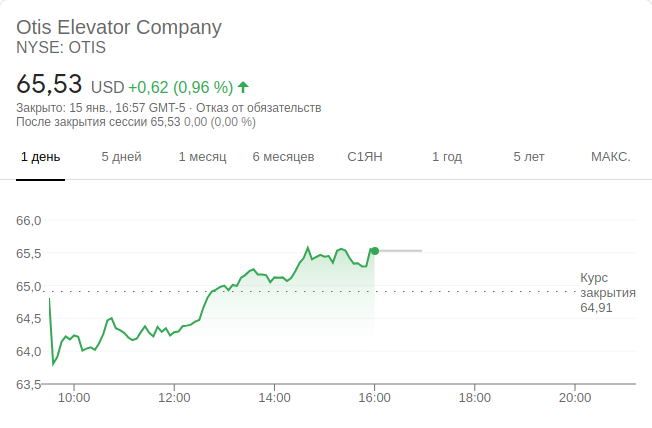 Otis Elevator Company
NYSE: OTIS
65,53 USD +0,62 (0,96 %)
Закрыто: 15 янв., 16:57 GMT-5 · Отказ от обязательств
После закрытия сессии 65,53 0,00 (0,00 %)
1 день 5 дней 1 месяц 6 месяцев С1ЯН 1 год 5 лет МАКС.
66,0
65,5
65,0
64,5
64,0
63,5
Курс
закрытия
64,91
10:00 12:00 14:00 16:00 18:00 20:00